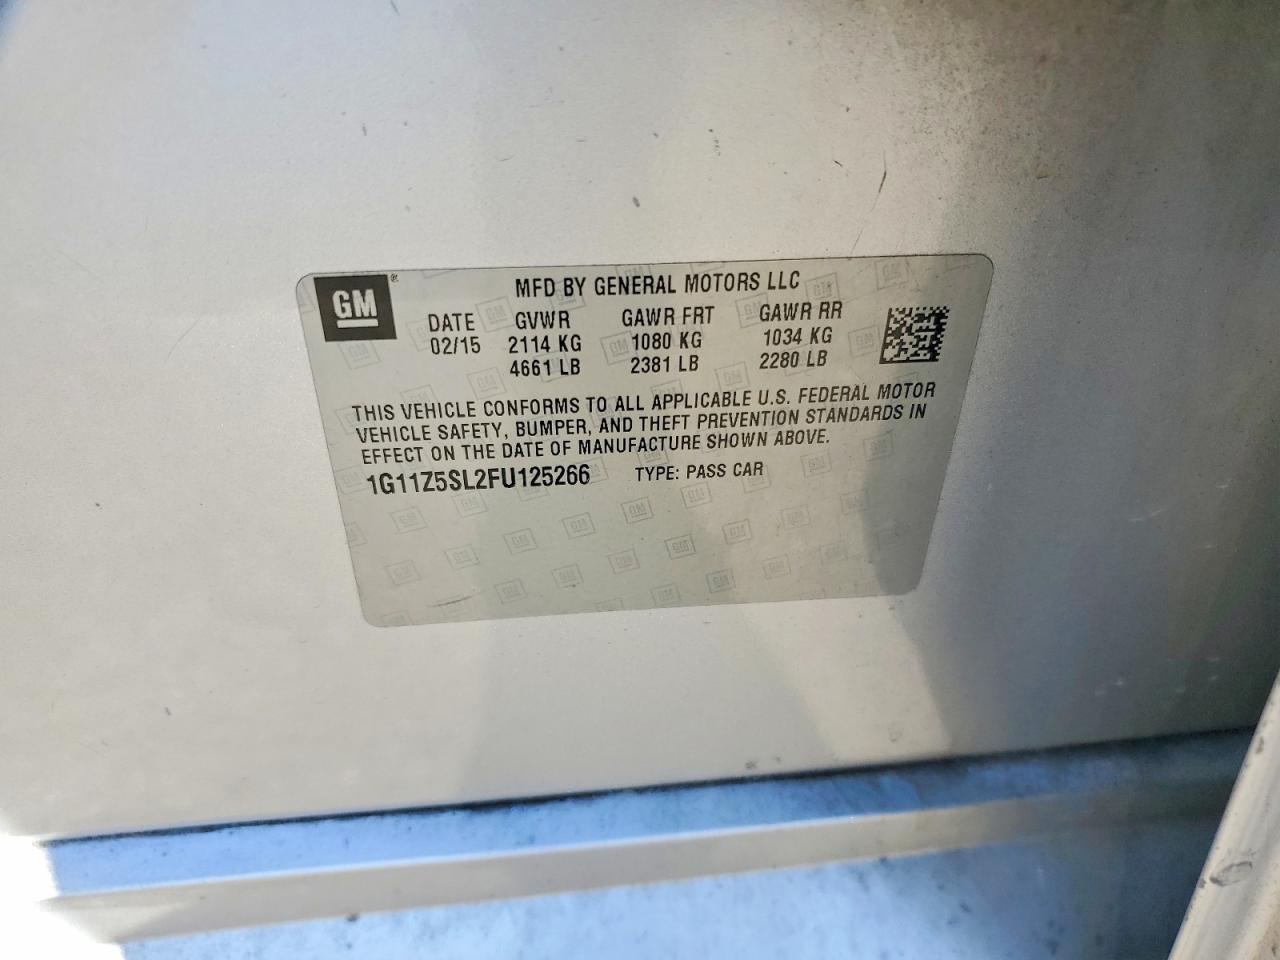 GM®
MFD BY GENERAL MOTORS LLC
DATE GVWR GAWR FRT GAWR RR
02/15 2114 KG 1080 KG 1034 KG
4661 LB 2381 LB 2280 LB
THIS VEHICLE CONFORMS TO ALL APPLICABLE U.S. FEDERAL MOTOR
VEHICLE SAFETY, BUMPER, AND THEFT PREVENTION STANDARDS IN
EFFECT ON THE DATE OF MANUFACTURE SHOWN ABOVE.
1G11Z5SL2FU125266 TYPE: PASS CAR